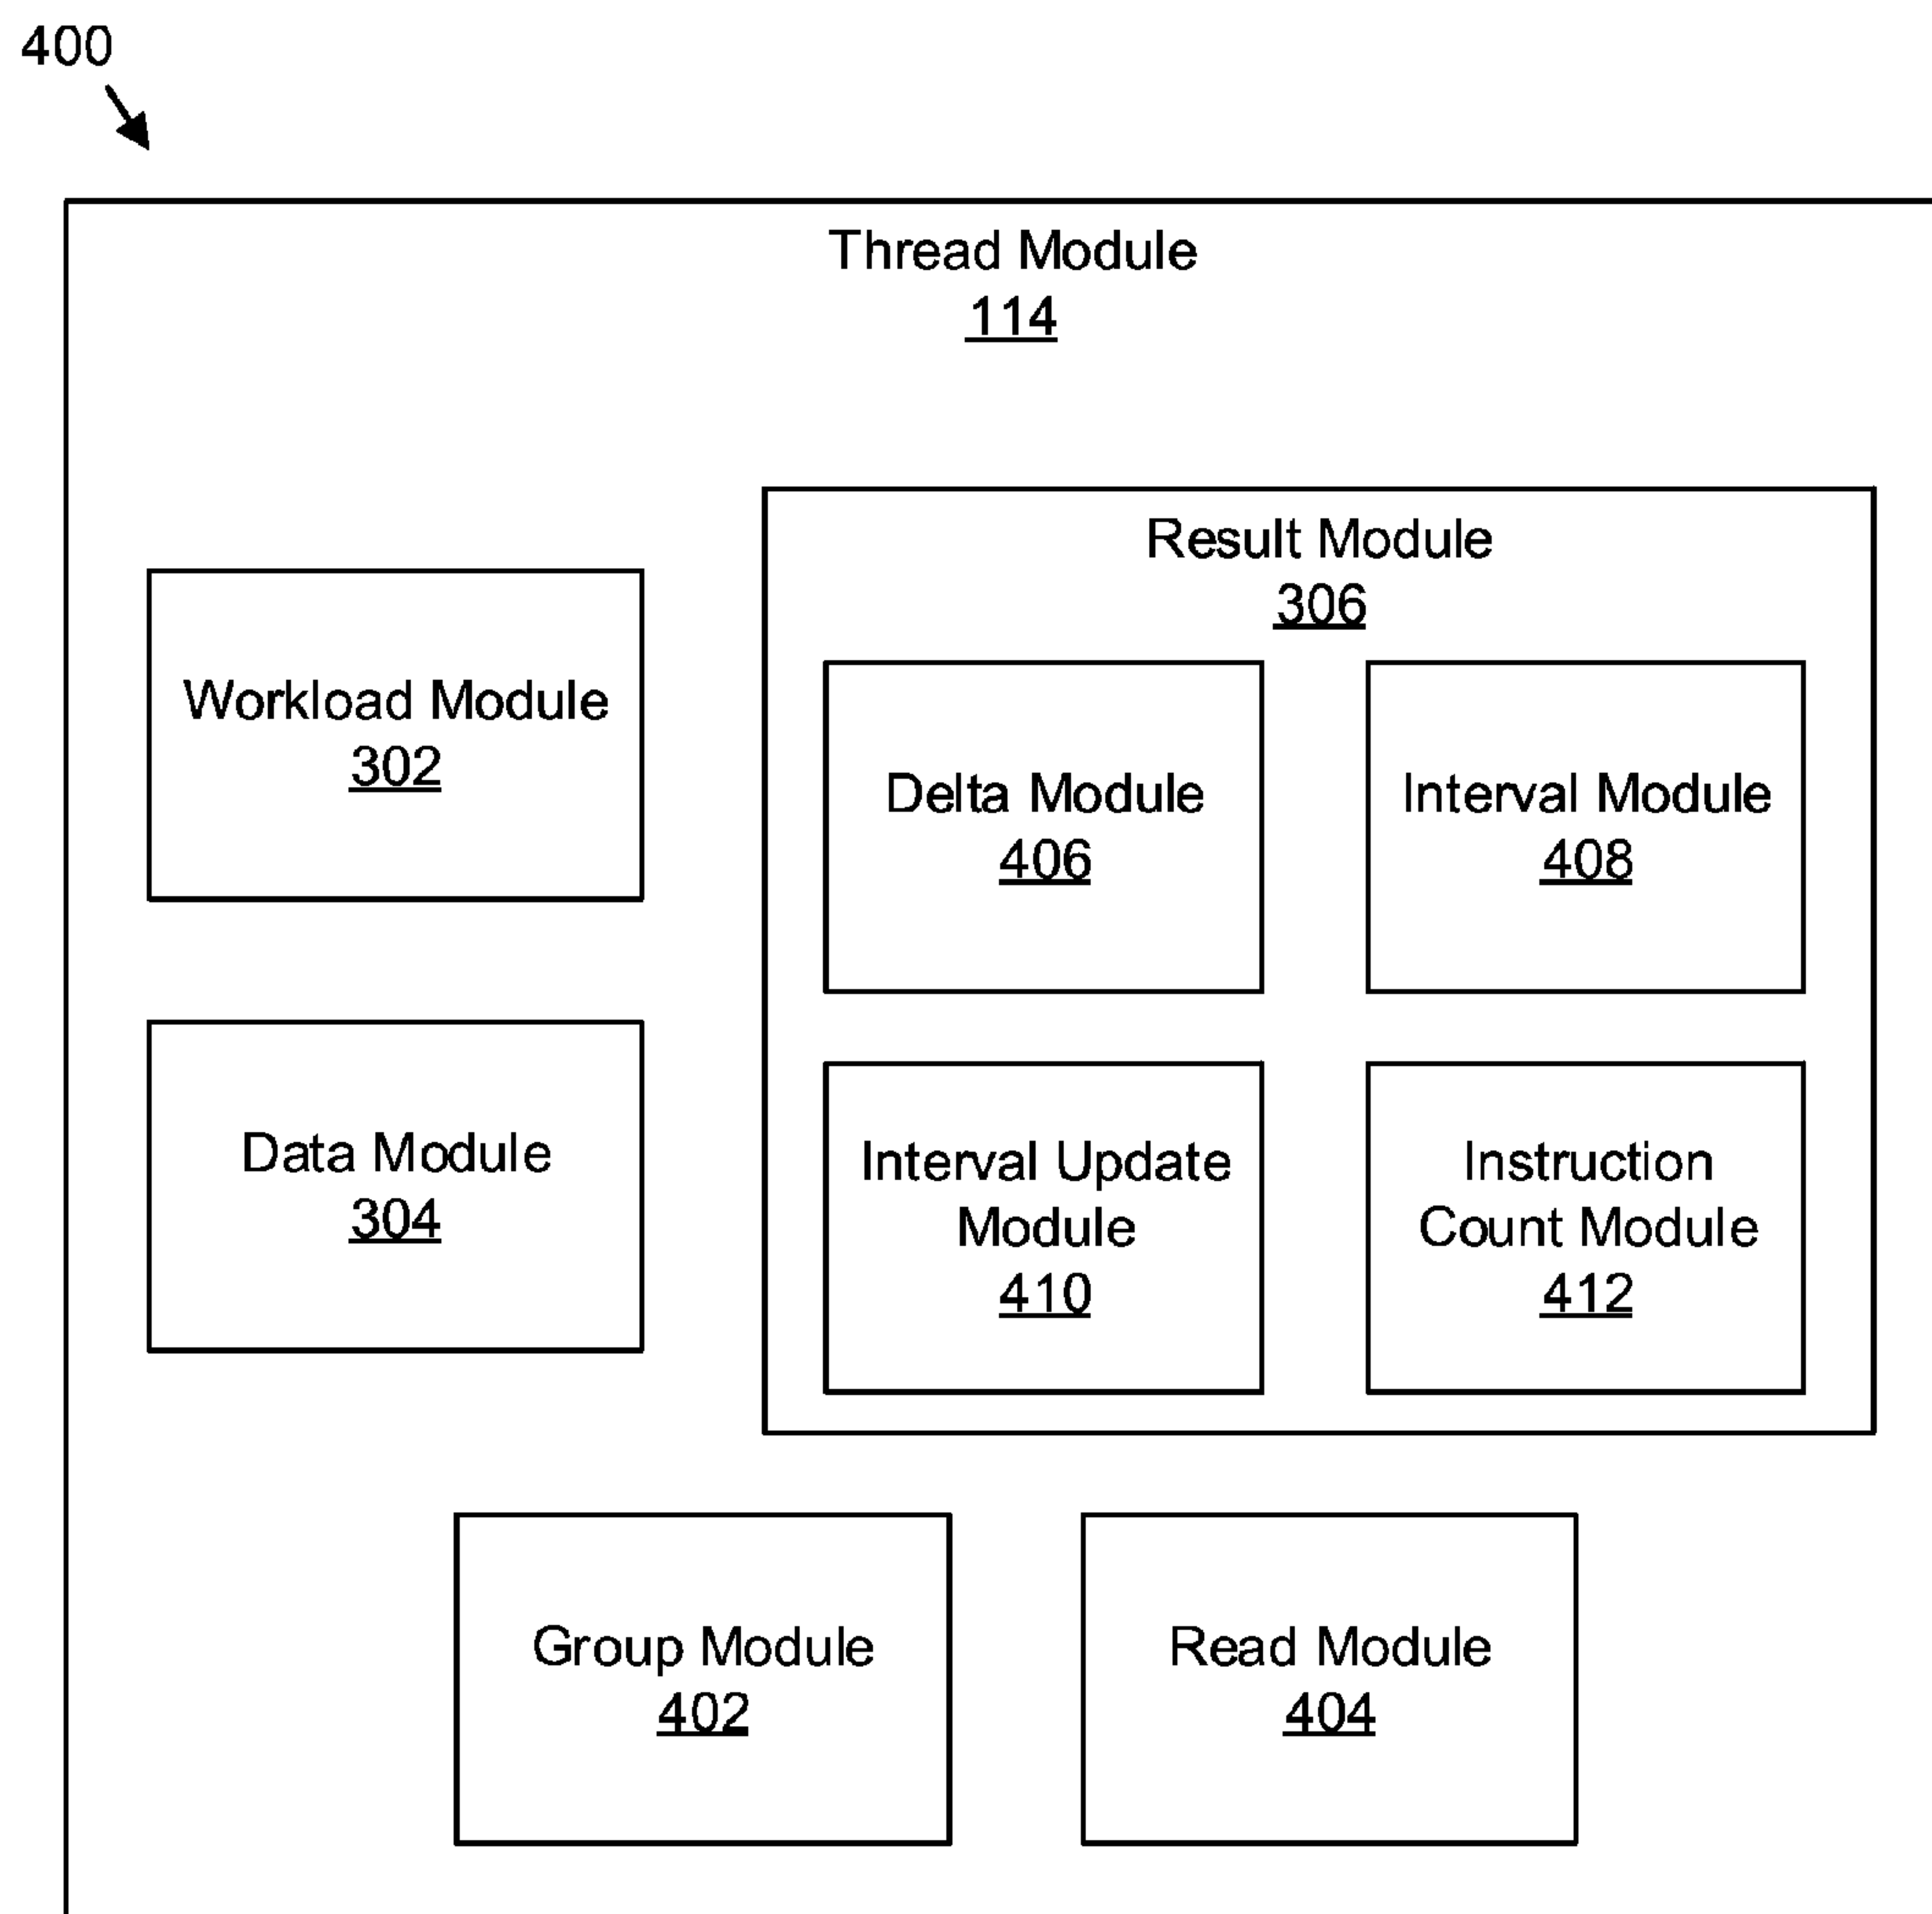 400
Thread Module
114
Result Module
306
Workload Module
302
Delta Module
406
Interval Module
408
Data Module
304
Interval Update
Module
410
Instruction
Count Module
412
Group Module
402
Read Module
404